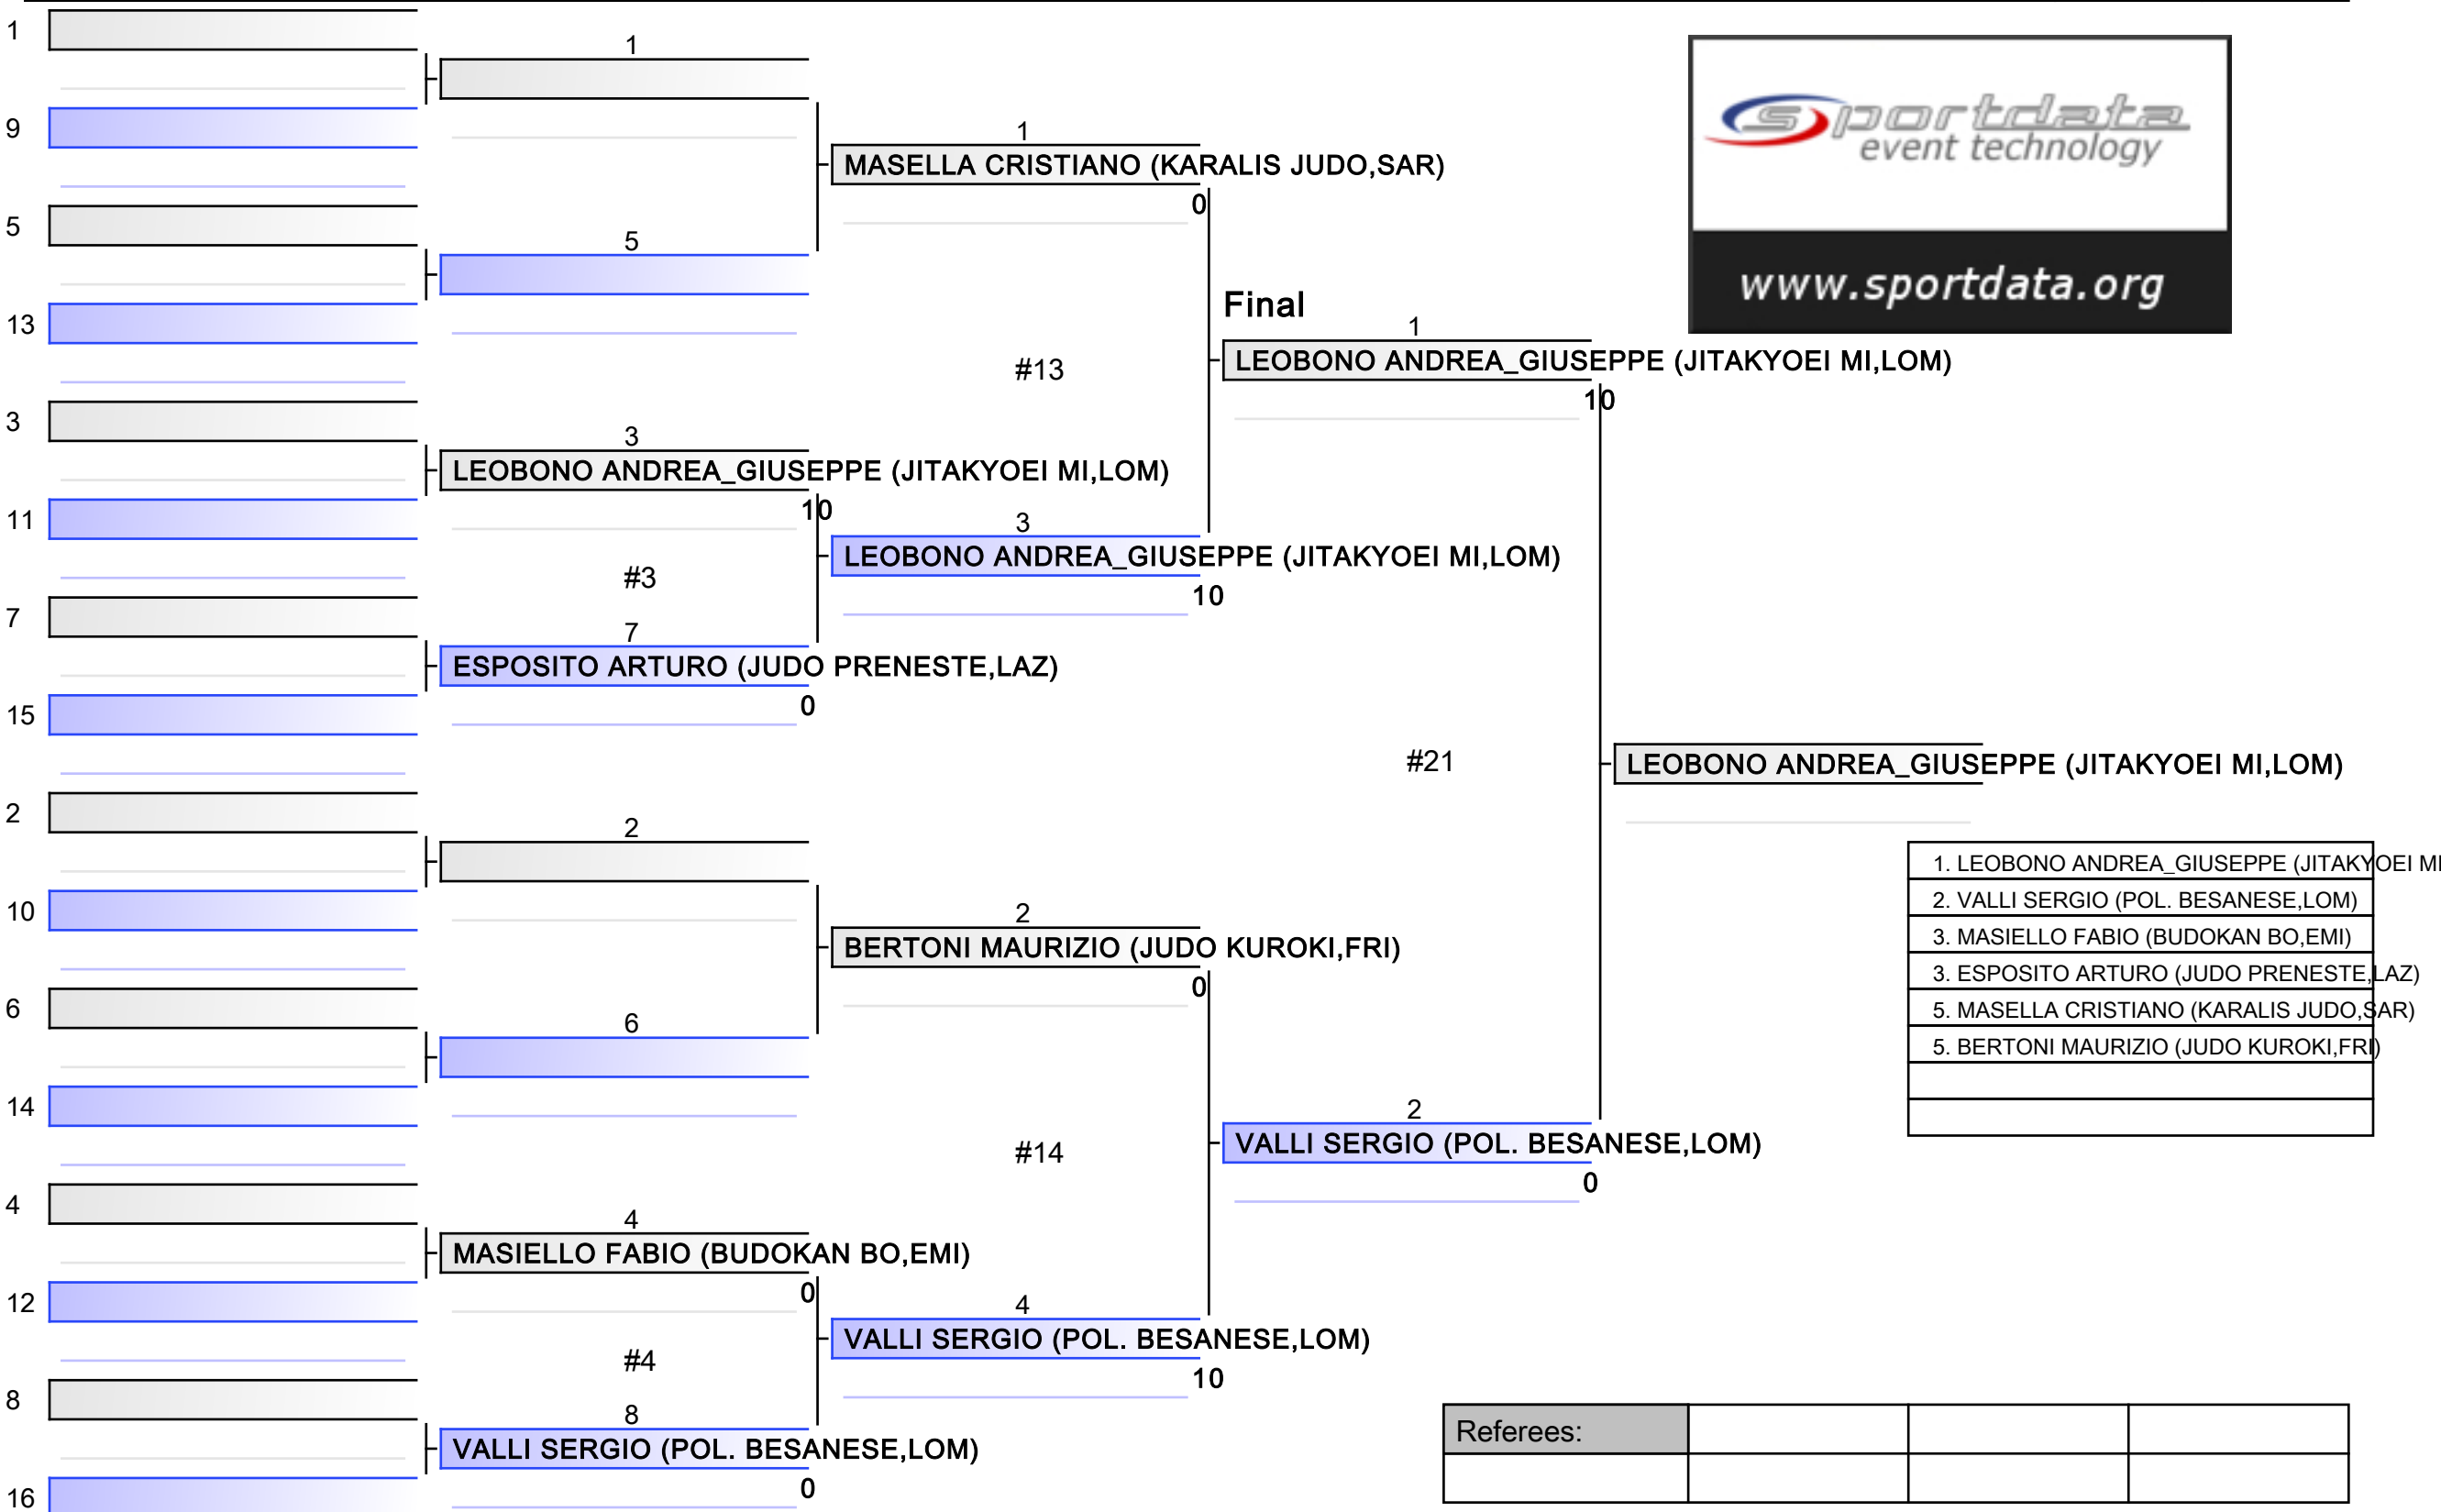 1
1
9
1
MASELLA CRISTIANO (KARALIS JUDO,SAR)
0
5
5
13
Final
1
#13
LEOBONO ANDREA_GIUSEPPE (JITAKYOEI MI,LOM)
10
3
3
LEOBONO ANDREA_GIUSEPPE (JITAKYOEI MI,LOM)
10
11
3
LEOBONO ANDREA_GIUSEPPE (JITAKYOEI MI,LOM)
10
#3
7
7
ESPOSITO ARTURO (JUDO PRENESTE,LAZ)
0
15
#21
LEOBONO ANDREA_GIUSEPPE (JITAKYOEI MI,LOM)
2
2
10
2
BERTONI MAURIZIO (JUDO KUROKI,FRI)
0
6
6
14
#14
2
VALLI SERGIO (POL. BESANESE,LOM)
0
4
4
MASIELLO FABIO (BUDOKAN BO,EMI)
0
12
4
VALLI SERGIO (POL. BESANESE,LOM)
10
#4
8
8
VALLI SERGIO (POL. BESANESE,LOM)
0
16
sportdata
event technology
www.sportdata.org
1. LEOBONO ANDREA_GIUSEPPE (JITAKYOEI MI
2. VALLI SERGIO (POL. BESANESE,LOM)
3. MASIELLO FABIO (BUDOKAN BO,EMI)
3. ESPOSITO ARTURO (JUDO PRENESTE,LAZ)
5. MASELLA CRISTIANO (KARALIS JUDO,SAR)
5. BERTONI MAURIZIO (JUDO KUROKI,FRI)
Referees: